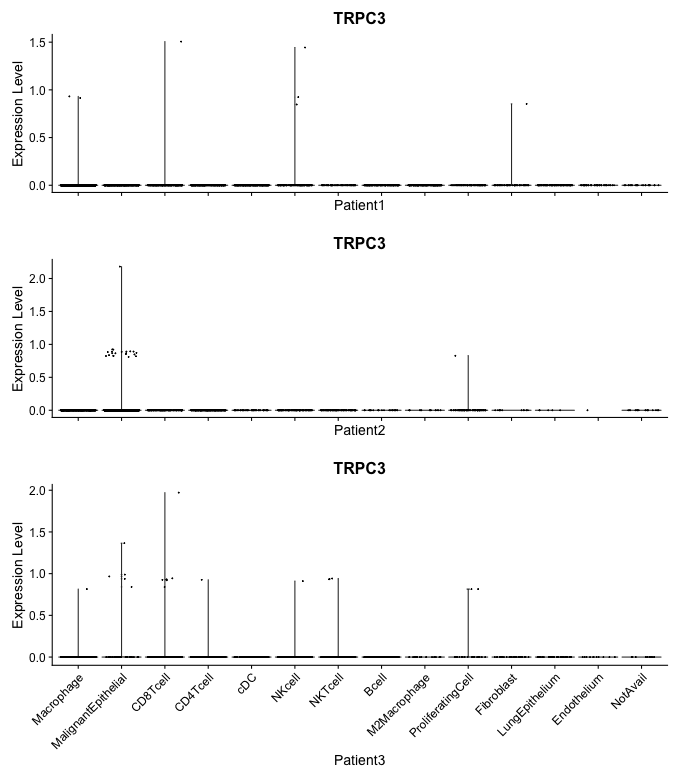 TRPC3
Expression Level
1.5
1.0
0.5
0.0
Patient1
TRPC3
Expression Level
2.0
1.5
1.0
0.5
0.0
Patient2
TRPC3
Expression Level
2.0
1.5
1.0
0.5
0.0
Macrophage
MalignantEpithelial
CD8Tcell
CD4Tcell
cDC
NKcell
NKTcell
Bcell
M2Macrophage
ProliferatingCell
Fibroblast
LungEpithelium
Endothelium
NotAvail
Patient3